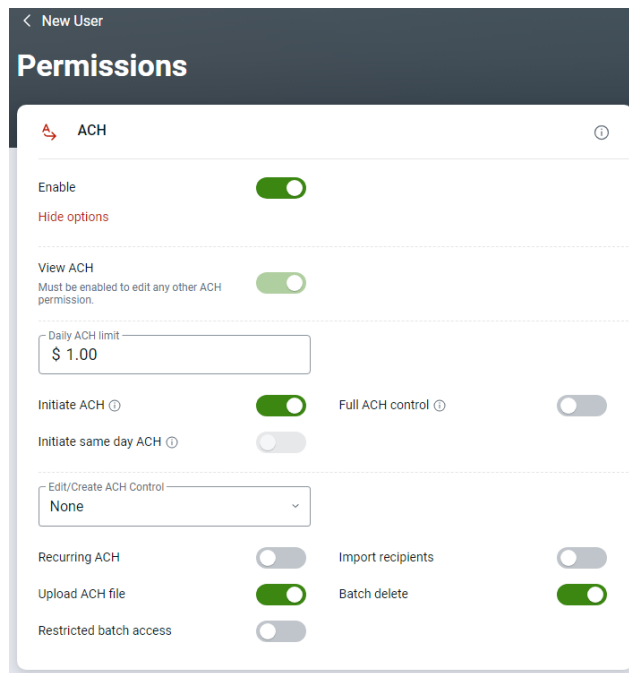 New User
Permissions
ACH
Enable
Hide options
View ACH
Must be enabled to edit any other ACH
permission.
Daily ACH limit
$ 1.00
Initiate ACH
Full ACH control
Initiate same day ACH
Edit/Create ACH Control
None
Recurring ACH
Import recipients
Upload ACH file
Batch delete
Restricted batch access